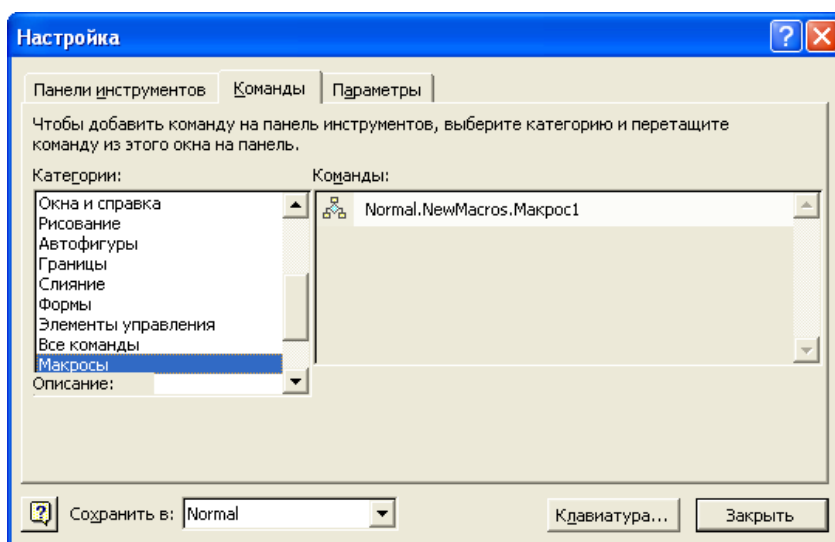 Настройка
Панели инструментов Команды Параметры
Чтобы добавить команду на панель инструментов, выберите категорию и перетащите
команду из этого окна на панель.
Категории: Команды:
Окна и справка
Рисование
Автофигуры
Границы
Слияние
Формы
Элементы управления
Все команды
Макросы
Normal.NewMacros.Макрос1
Описание:
Сохранить в: Normal Клавиатура... Закрыть